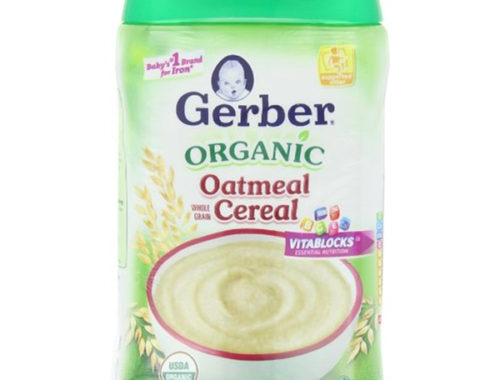 Baby's #1 Brand
for Iron*
Gerber®
ORGANIC
Oatmeal
WHOLE GRAIN
Cereal
VITABLOCKS
ESSENTIAL NUTRITION
USDA
ORGANIC